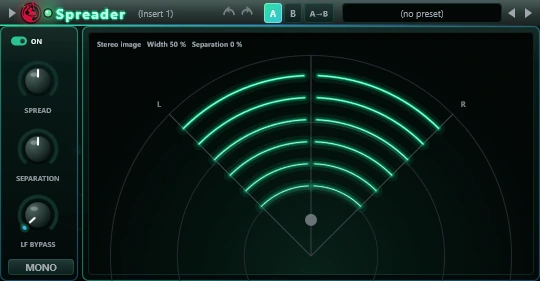 Spreader (Insert 1) A B A→B (no preset)
ON
Stereo image Width 50 % Separation 0 %
L R
SPREAD
SEPARATION
LF BYPASS
MONO